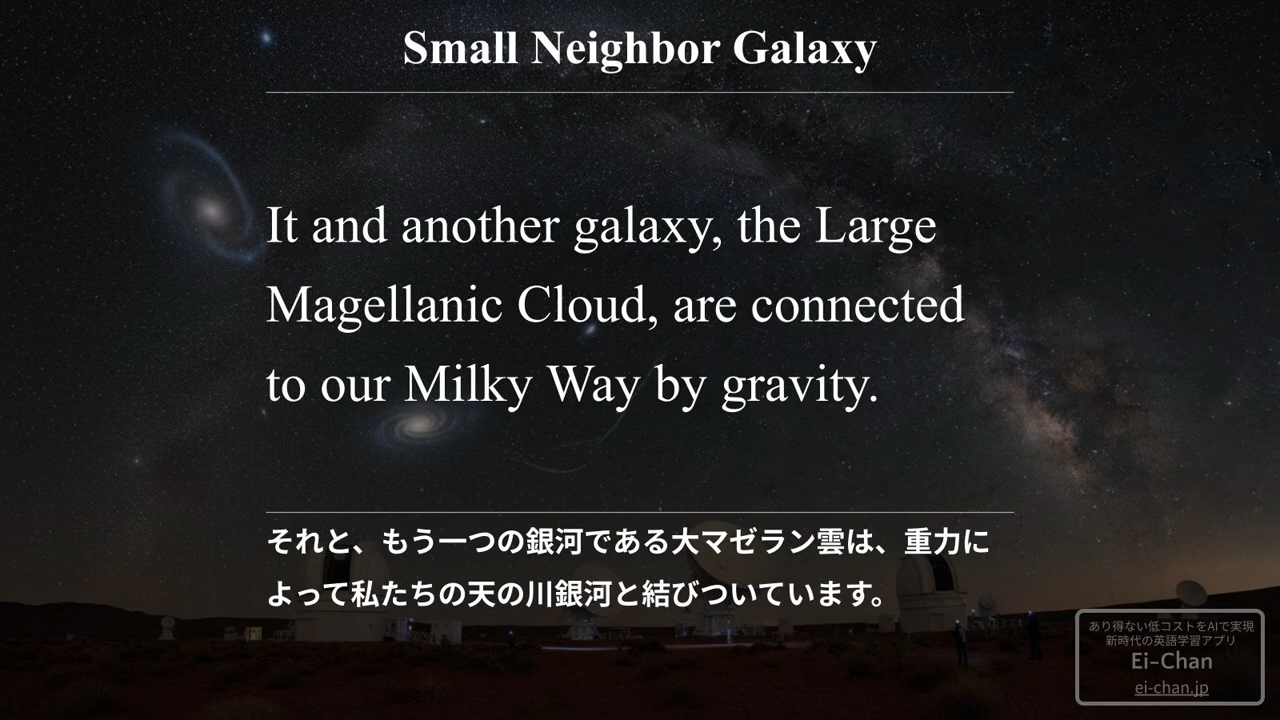 Small Neighbor Galaxy
It and another galaxy, the Large
Magellanic Cloud, are connected
to our Milky Way by gravity.
それと、もう一つの銀河である大マゼラン雲は、重力に
よって私たちの天の川銀河と結びついています。
あり得ない低コストをAIで実現
新時代の英語学習アプリ
Ei-Chan
ei-chan.jp